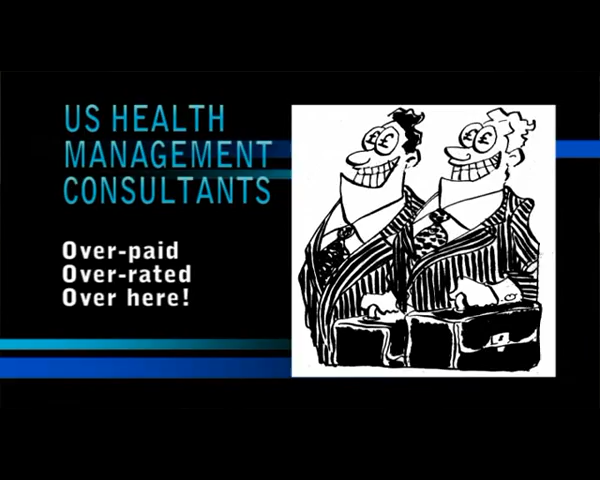 US HEALTH
MANAGEMENT
CONSULTANTS
Over-paid
Over-rated
Over here!
£ £ £ £